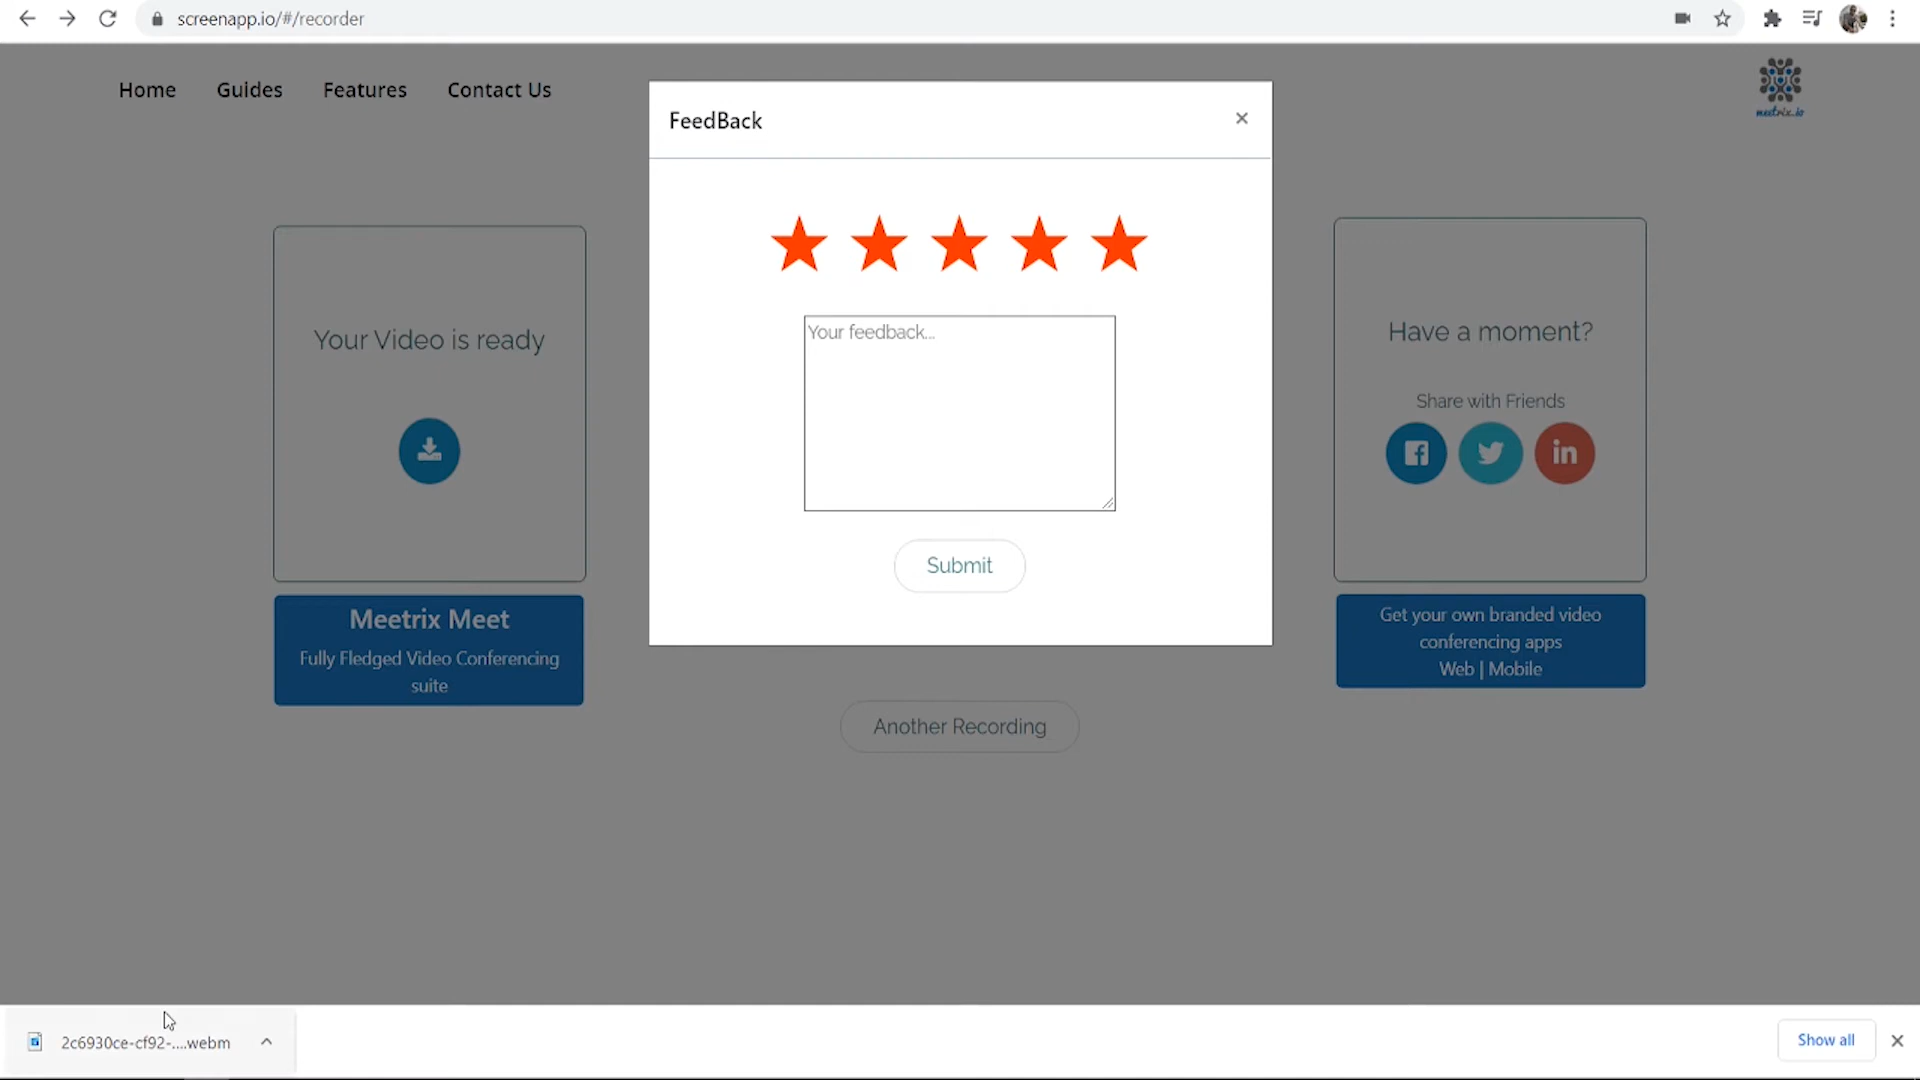 screenapp.io/#/recorder
Home
Guides
Features
Contact Us
meetrix.io
FeedBack
×
Your feedback...
Submit
Your Video is ready
Meetrix Meet
Fully Fledged Video Conferencing
suite
Have a moment?
Share with Friends
Get your own branded video
conferencing apps
Web | Mobile
Another Recording
2c6930ce-cf92-....webm
Show all